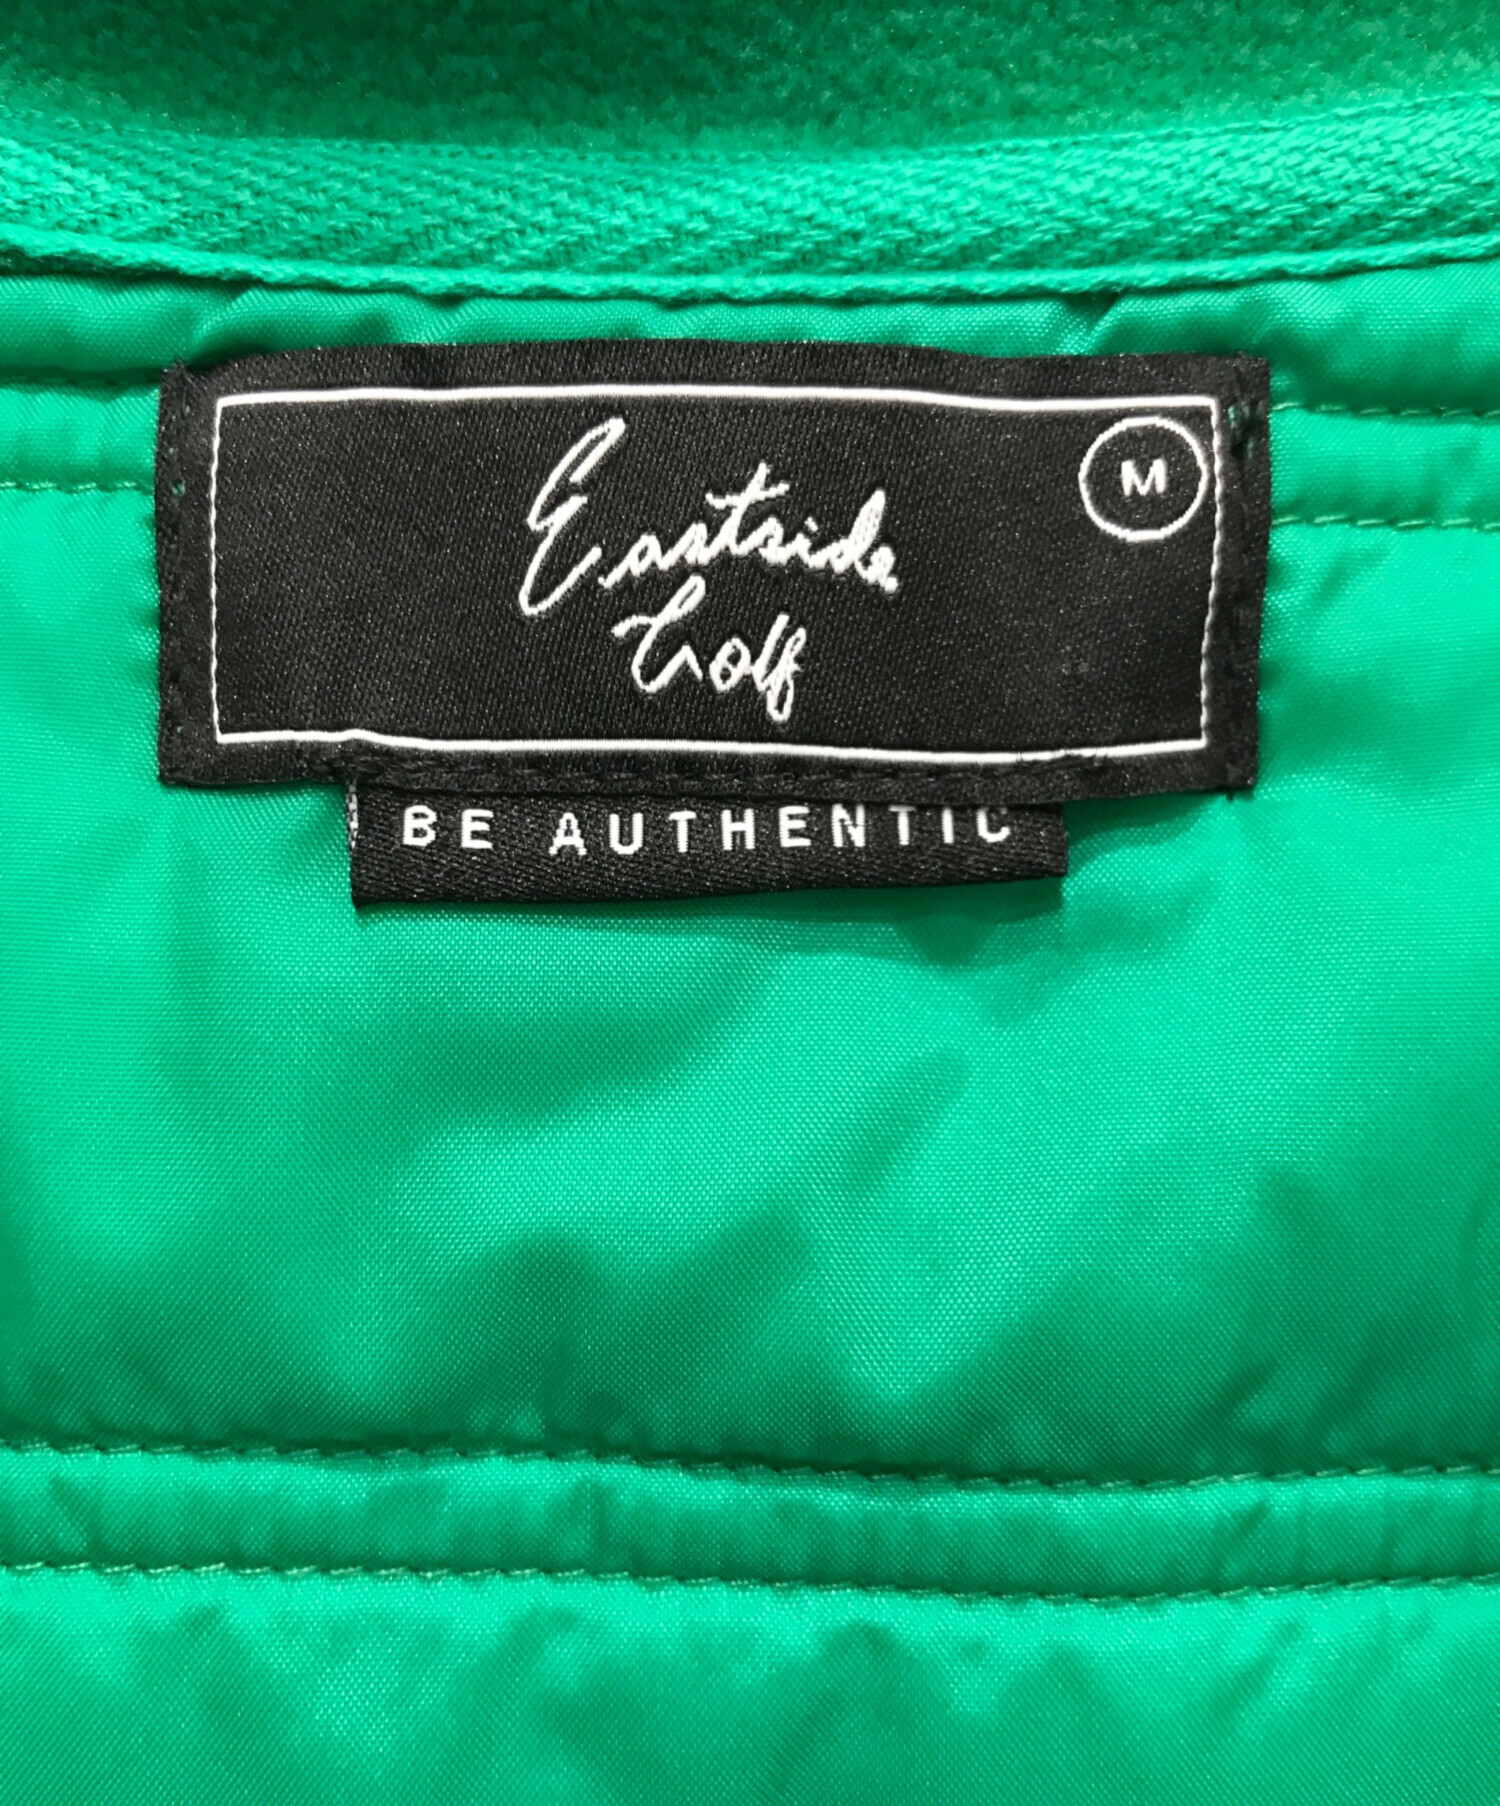 Eastside
Golf
M
BE AUTHENTIC